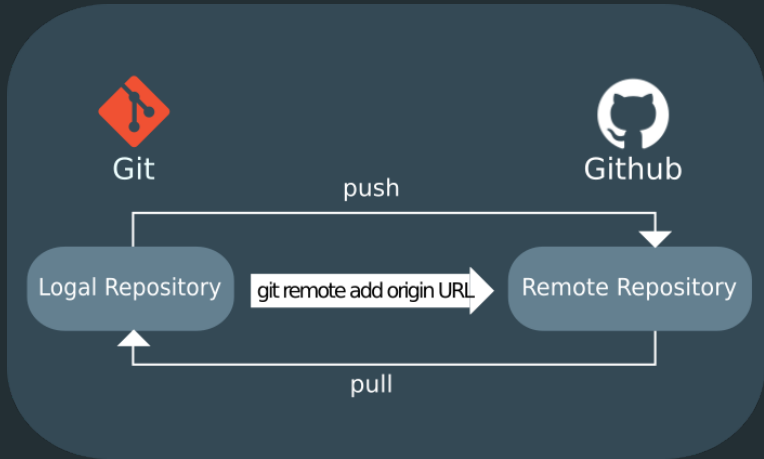 Git
Github
push
Logal Repository
git remote add origin URL
Remote Repository
pull